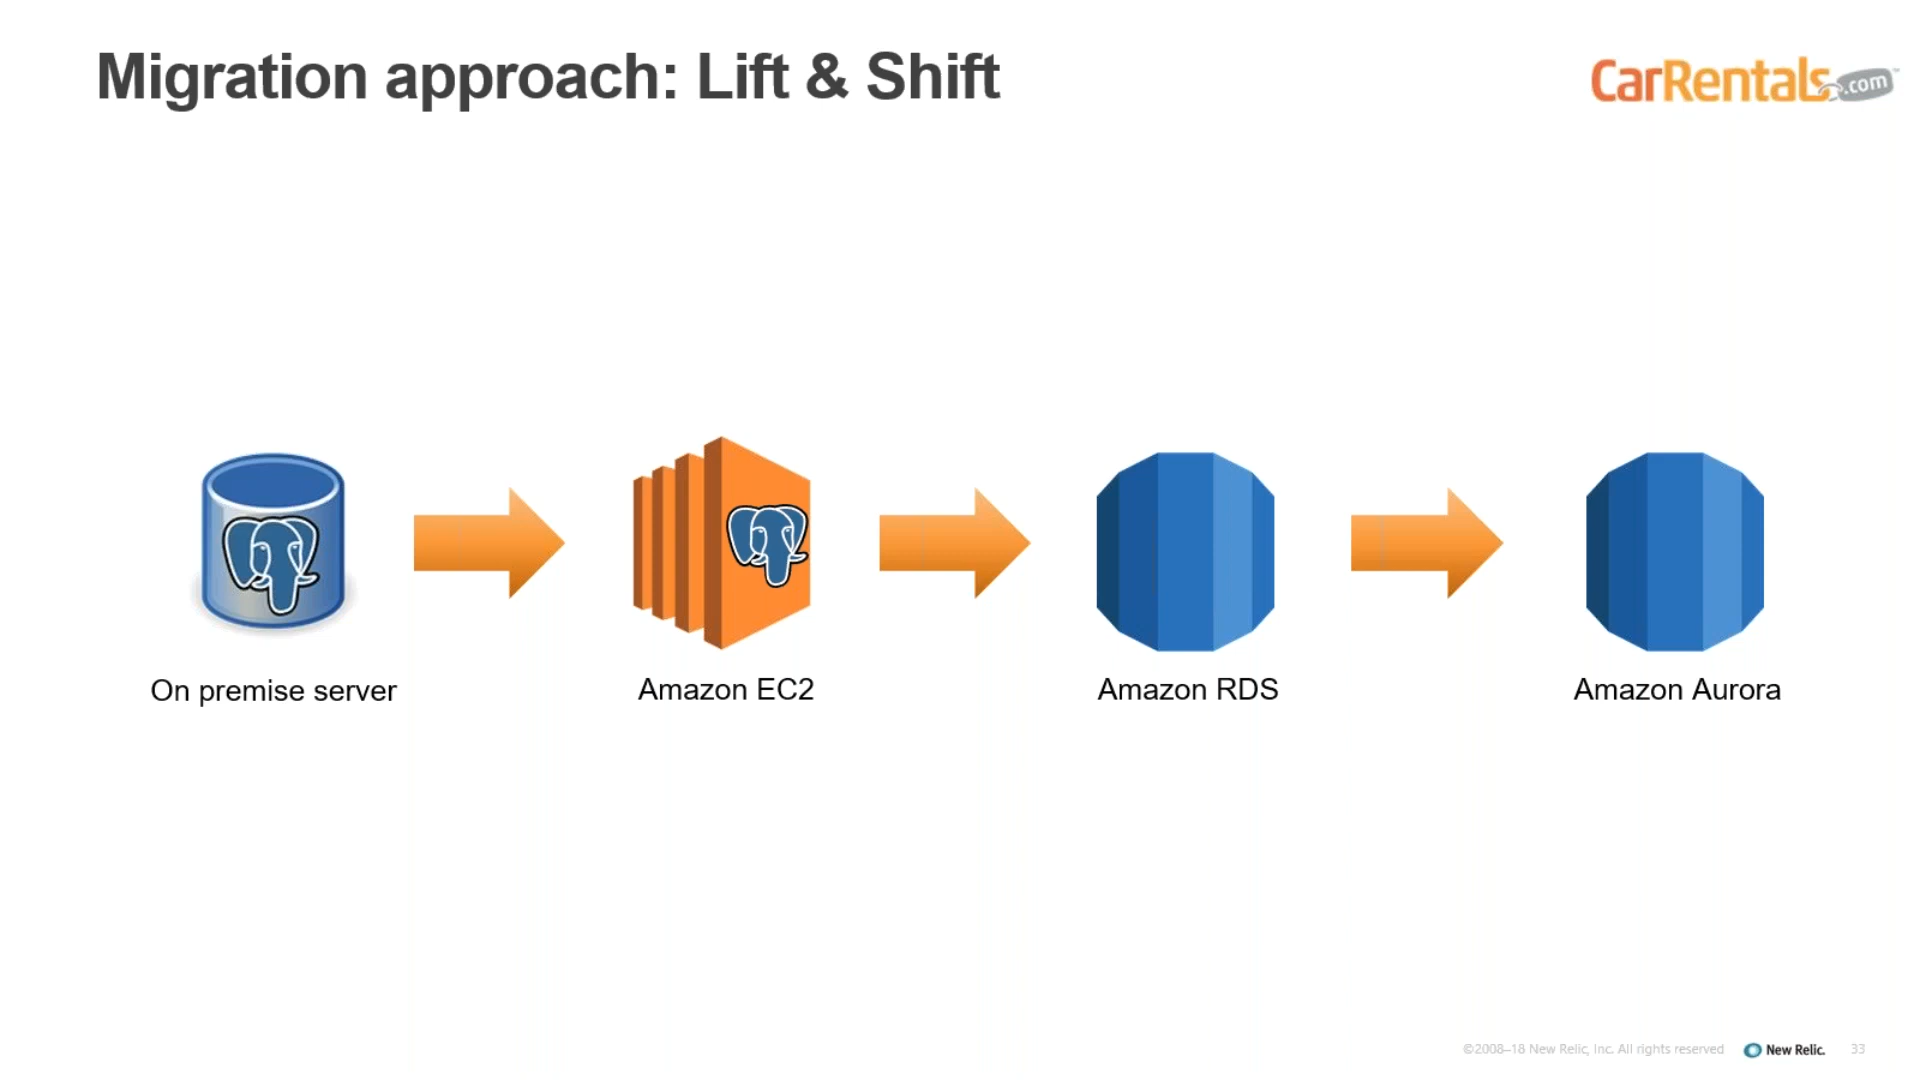 Migration approach: Lift & Shift
CarRentals.com™
On premise server
Amazon EC2
Amazon RDS
Amazon Aurora
©2008–18 New Relic, Inc. All rights reserved
New Relic.
33